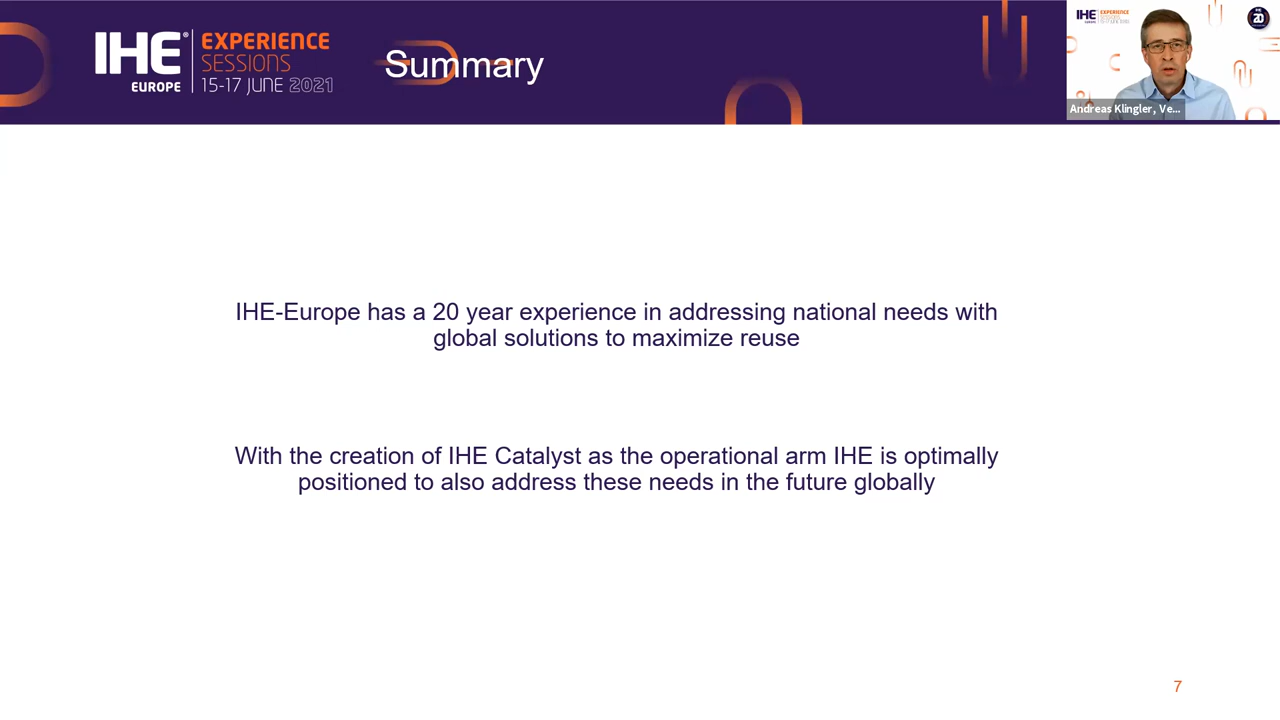 IHE®
EUROPE
EXPERIENCE
SESSIONS
15-17 JUNE 2021
Summary
IHE
EUROPE
20
Andreas Klingler, Ve...
IHE-Europe has a 20 year experience in addressing national needs with
global solutions to maximize reuse
With the creation of IHE Catalyst as the operational arm IHE is optimally
positioned to also address these needs in the future globally
7